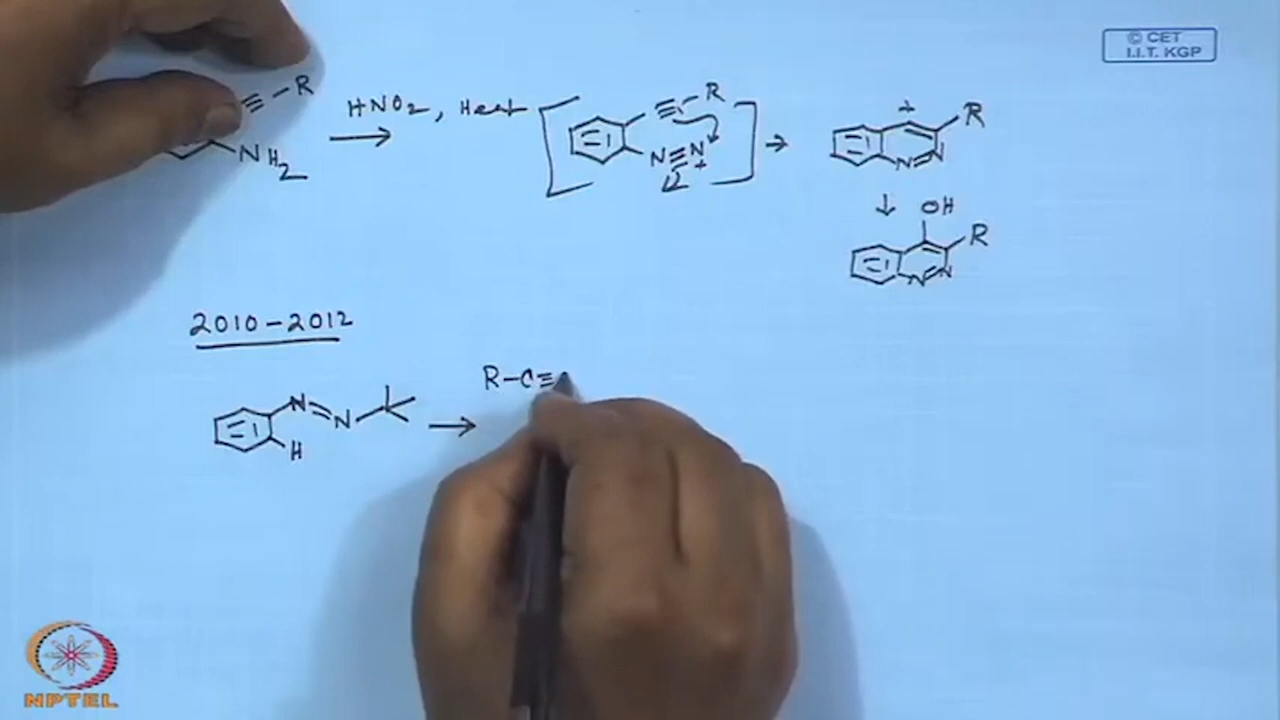 © CET
I.I.T. KGP
≡–R
NH2
HNO2, Heat
≡–R
N≡N
+
+
R
N=N
OH
R
N=N
2010–2012
N=N
H
R–C≡
NPTEL